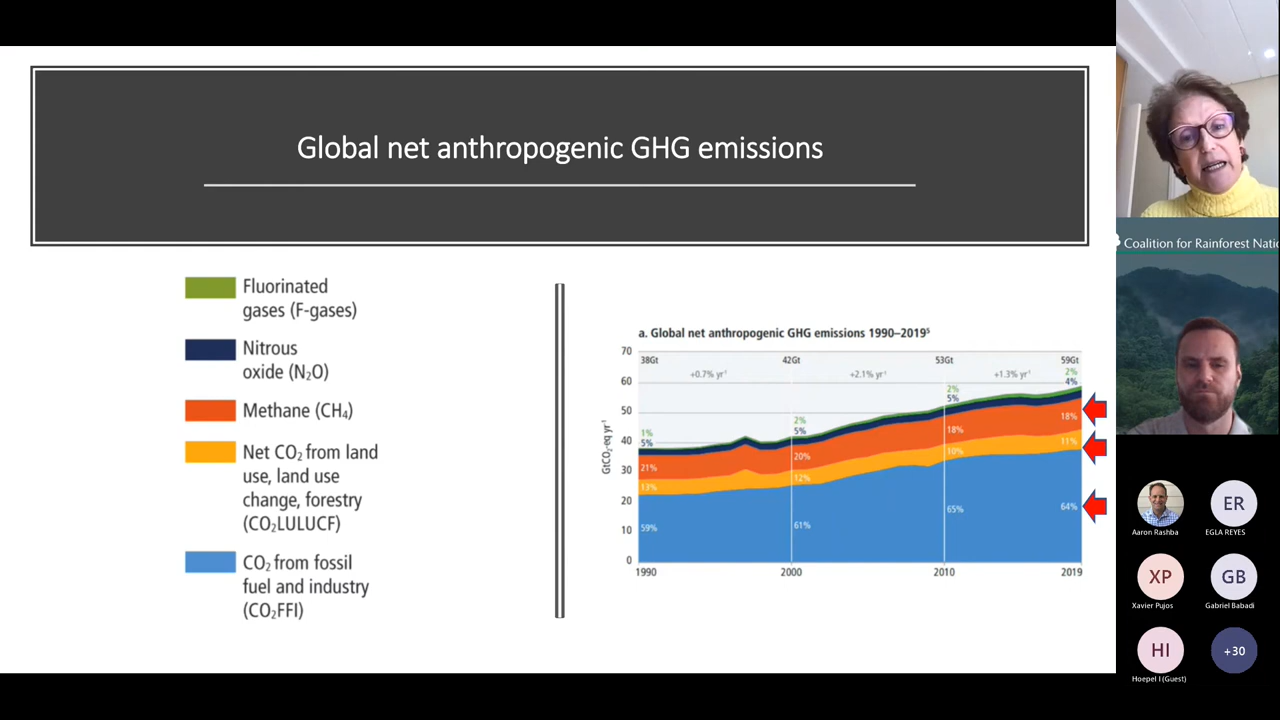 Global net anthropogenic GHG emissions
Fluorinated
gases (F-gases)
Nitrous
oxide (N₂O)
Methane (CH₄)
Net CO₂ from land
use, land use
change, forestry
(CO₂LULUCF)
CO₂ from fossil
fuel and industry
(CO₂FFI)
a. Global net anthropogenic GHG emissions 1990–2019⁵
70
60
50
40
30
20
10
0
GtCO₂-eq yr⁻¹
38Gt
42Gt
53Gt
59Gt
+0.7% yr⁻¹
+2.1% yr⁻¹
+1.3% yr⁻¹
1%
5%
21%
13%
59%
2%
5%
20%
12%
61%
2%
5%
18%
10%
65%
2%
4%
18%
11%
64%
1990
2000
2010
2019
Coalition for Rainforest Natio
Aaron Rashba
ER
EGLA REYES
XP
Xavier Pujos
GB
Gabriel Babadi
HI
Hoepel I (Guest)
+30